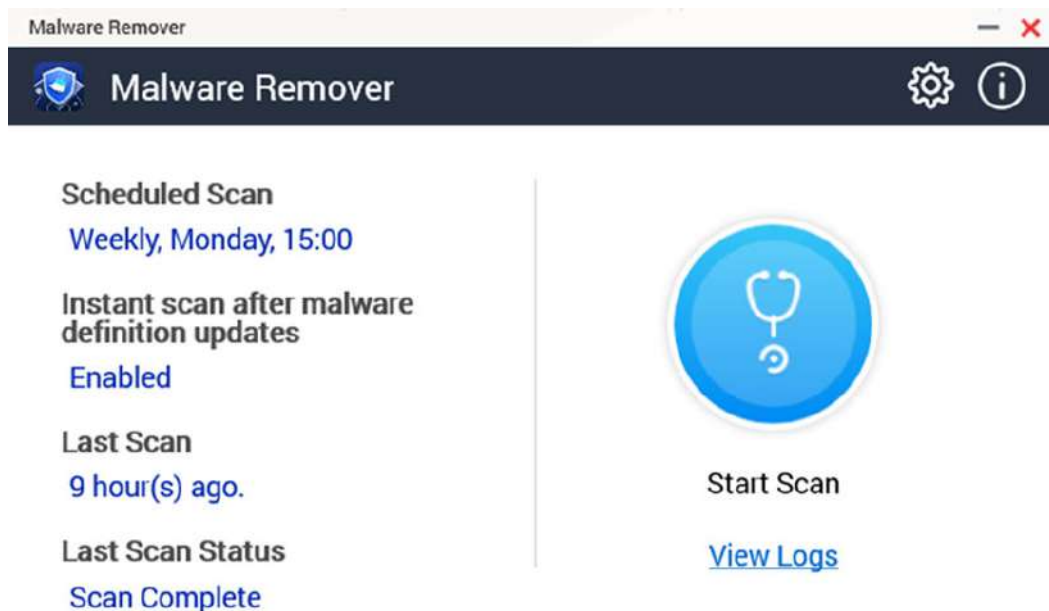 Malware Remover
Malware Remover
Scheduled Scan
Weekly, Monday, 15:00
Instant scan after malware
definition updates
Enabled
Last Scan
9 hour(s) ago.
Last Scan Status
Scan Complete
Start Scan
View Logs